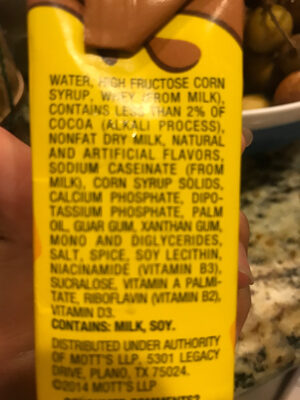 WATER, HIGH FRUCTOSE CORN
SYRUP, WHEY (FROM MILK),
CONTAINS LESS THAN 2% OF
COCOA (ALKALI PROCESS),
NONFAT DRY MILK, NATURAL
AND ARTIFICIAL FLAVORS,
SODIUM CASEINATE (FROM
MILK), CORN SYRUP SOLIDS,
CALCIUM PHOSPHATE, DIPO-
TASSIUM PHOSPHATE, PALM
OIL, GUAR GUM, XANTHAN GUM,
MONO AND DIGLYCERIDES,
SALT, SPICE, SOY LECITHIN,
NIACINAMIDE (VITAMIN B3),
SUCRALOSE, VITAMIN A PALMI-
TATE, RIBOFLAVIN (VITAMIN B2),
VITAMIN D3.
CONTAINS: MILK, SOY.
DISTRIBUTED UNDER AUTHORITY
OF MOTT'S LLP, 5301 LEGACY
DRIVE, PLANO, TX 75024.
©2014 MOTT'S LLP
COMMENTS?